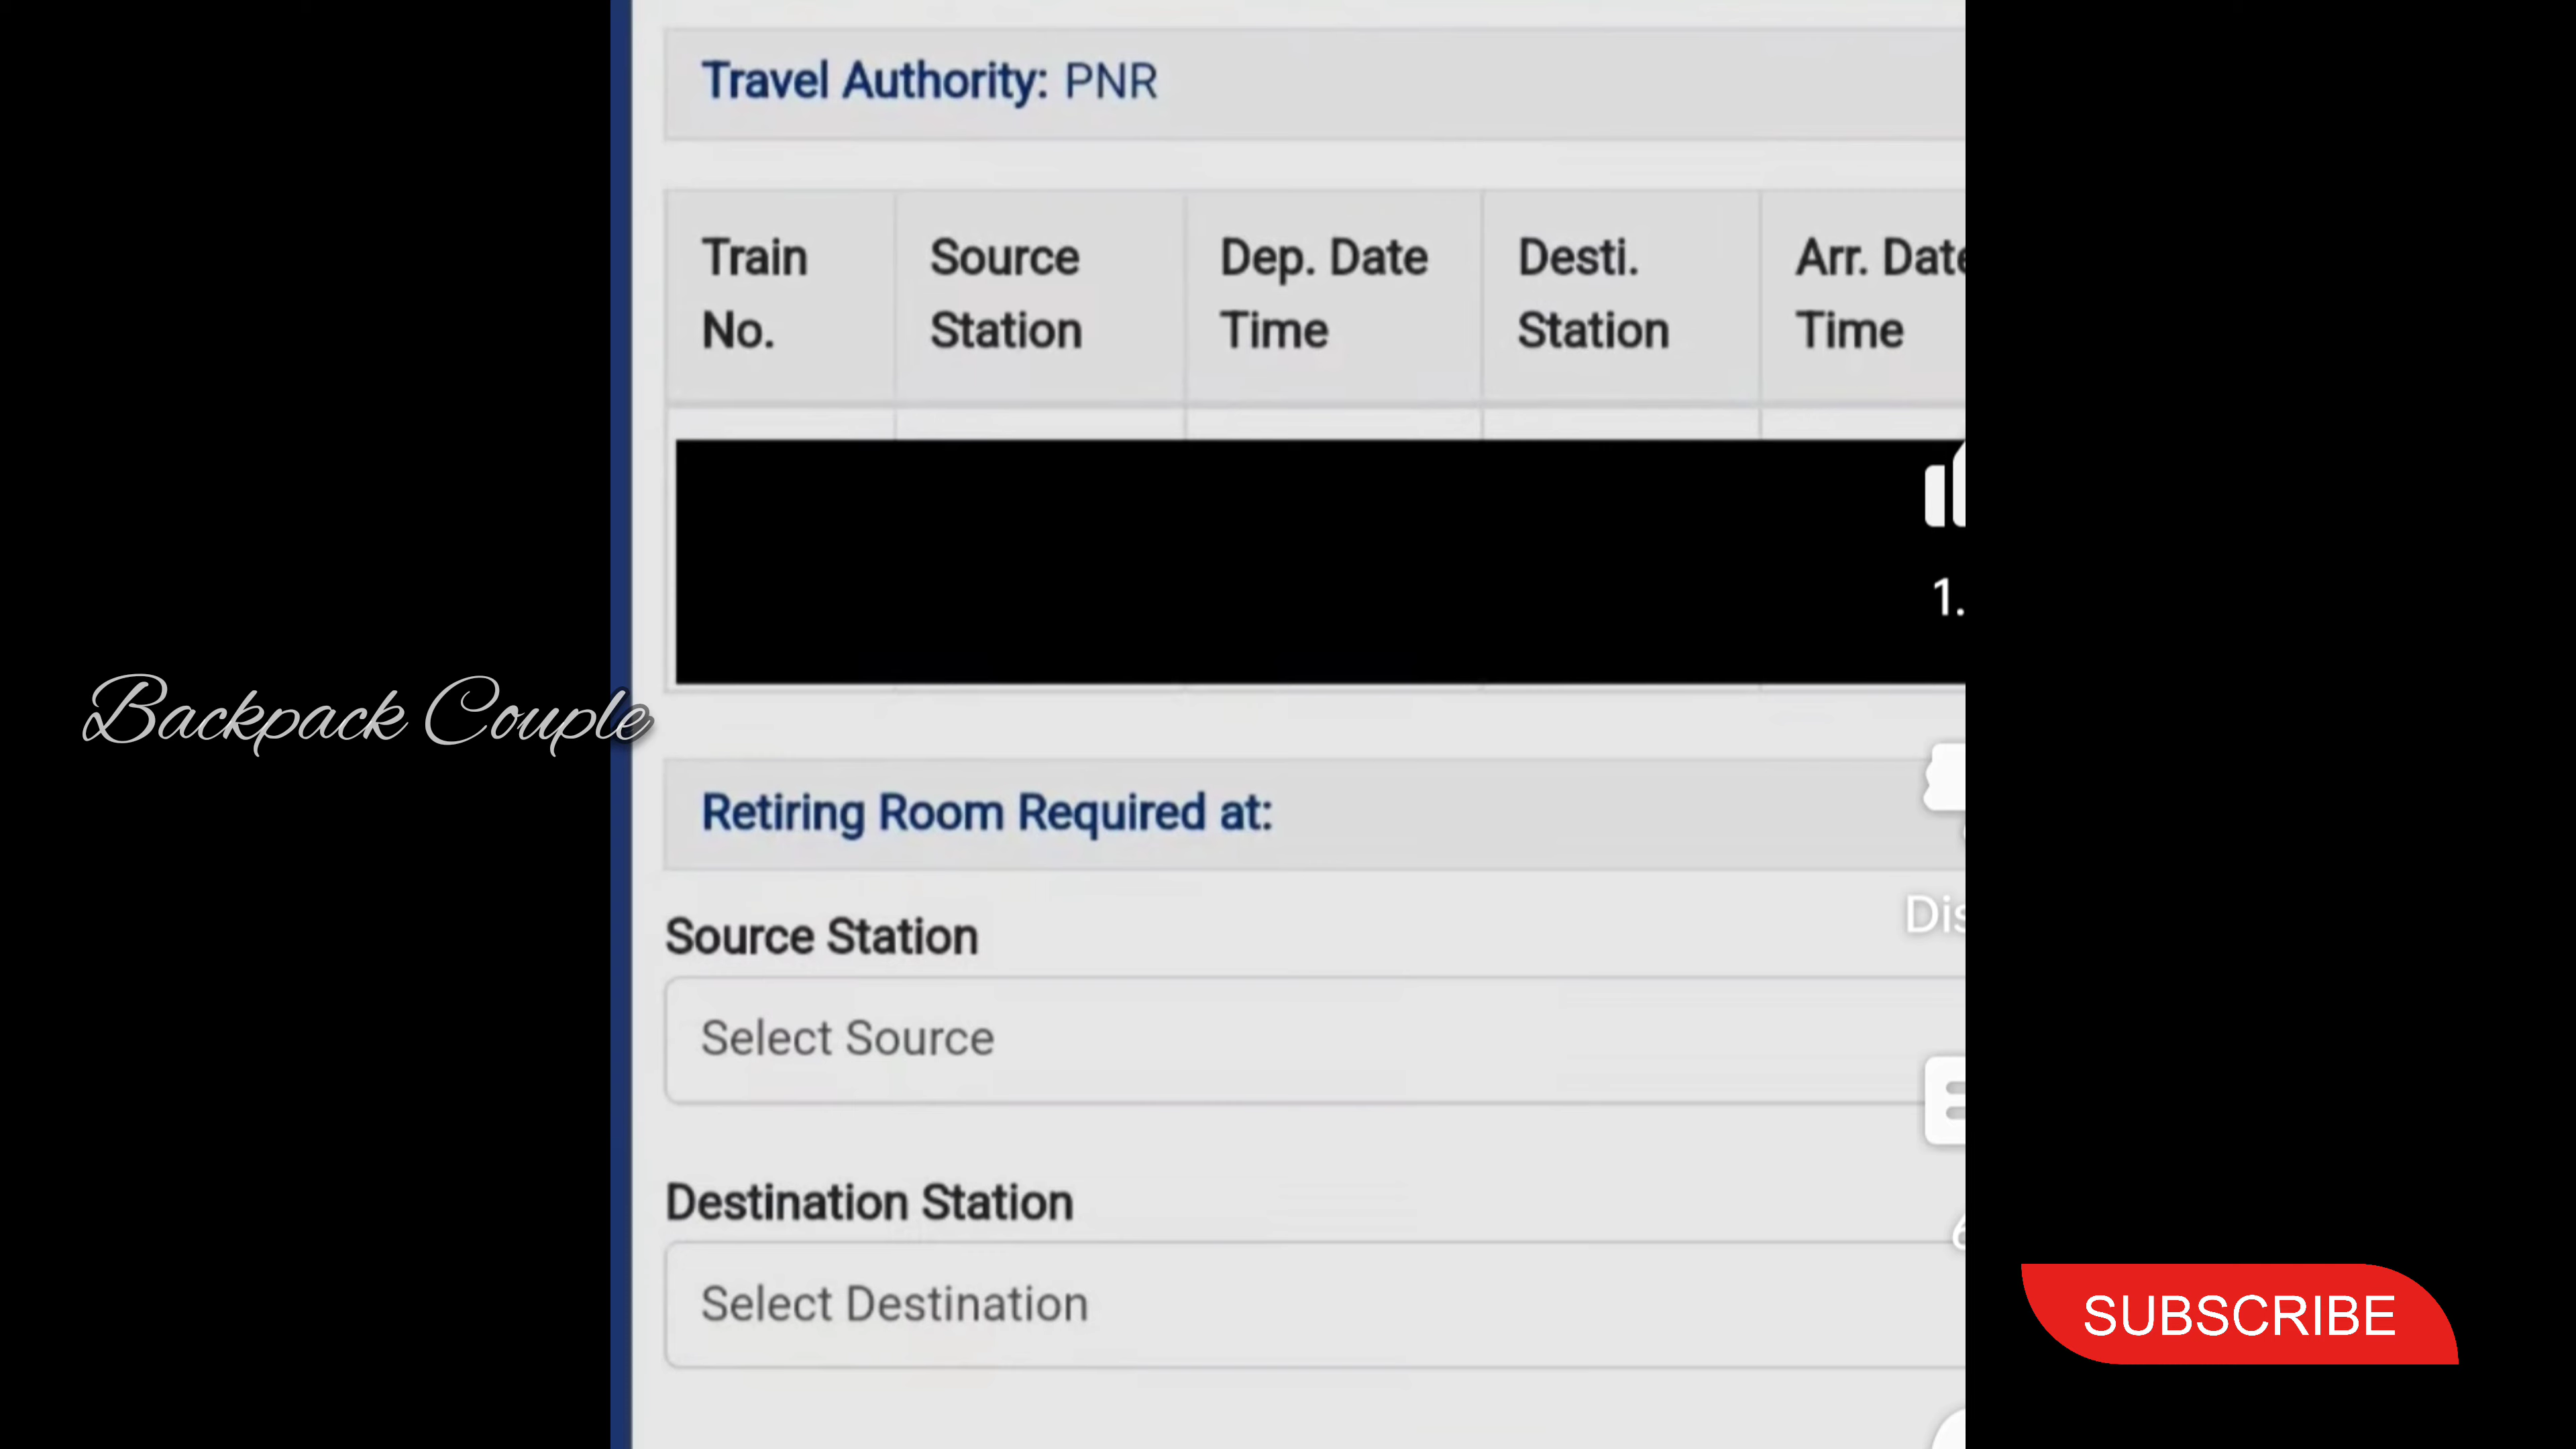 Travel Authority: PNR
Train No.
Source Station
Dep. Date Time
Desti. Station
Arr. Date Time
1.
Backpack Couple
Retiring Room Required at:
Source Station
Select Source
Destination Station
Select Destination
SUBSCRIBE